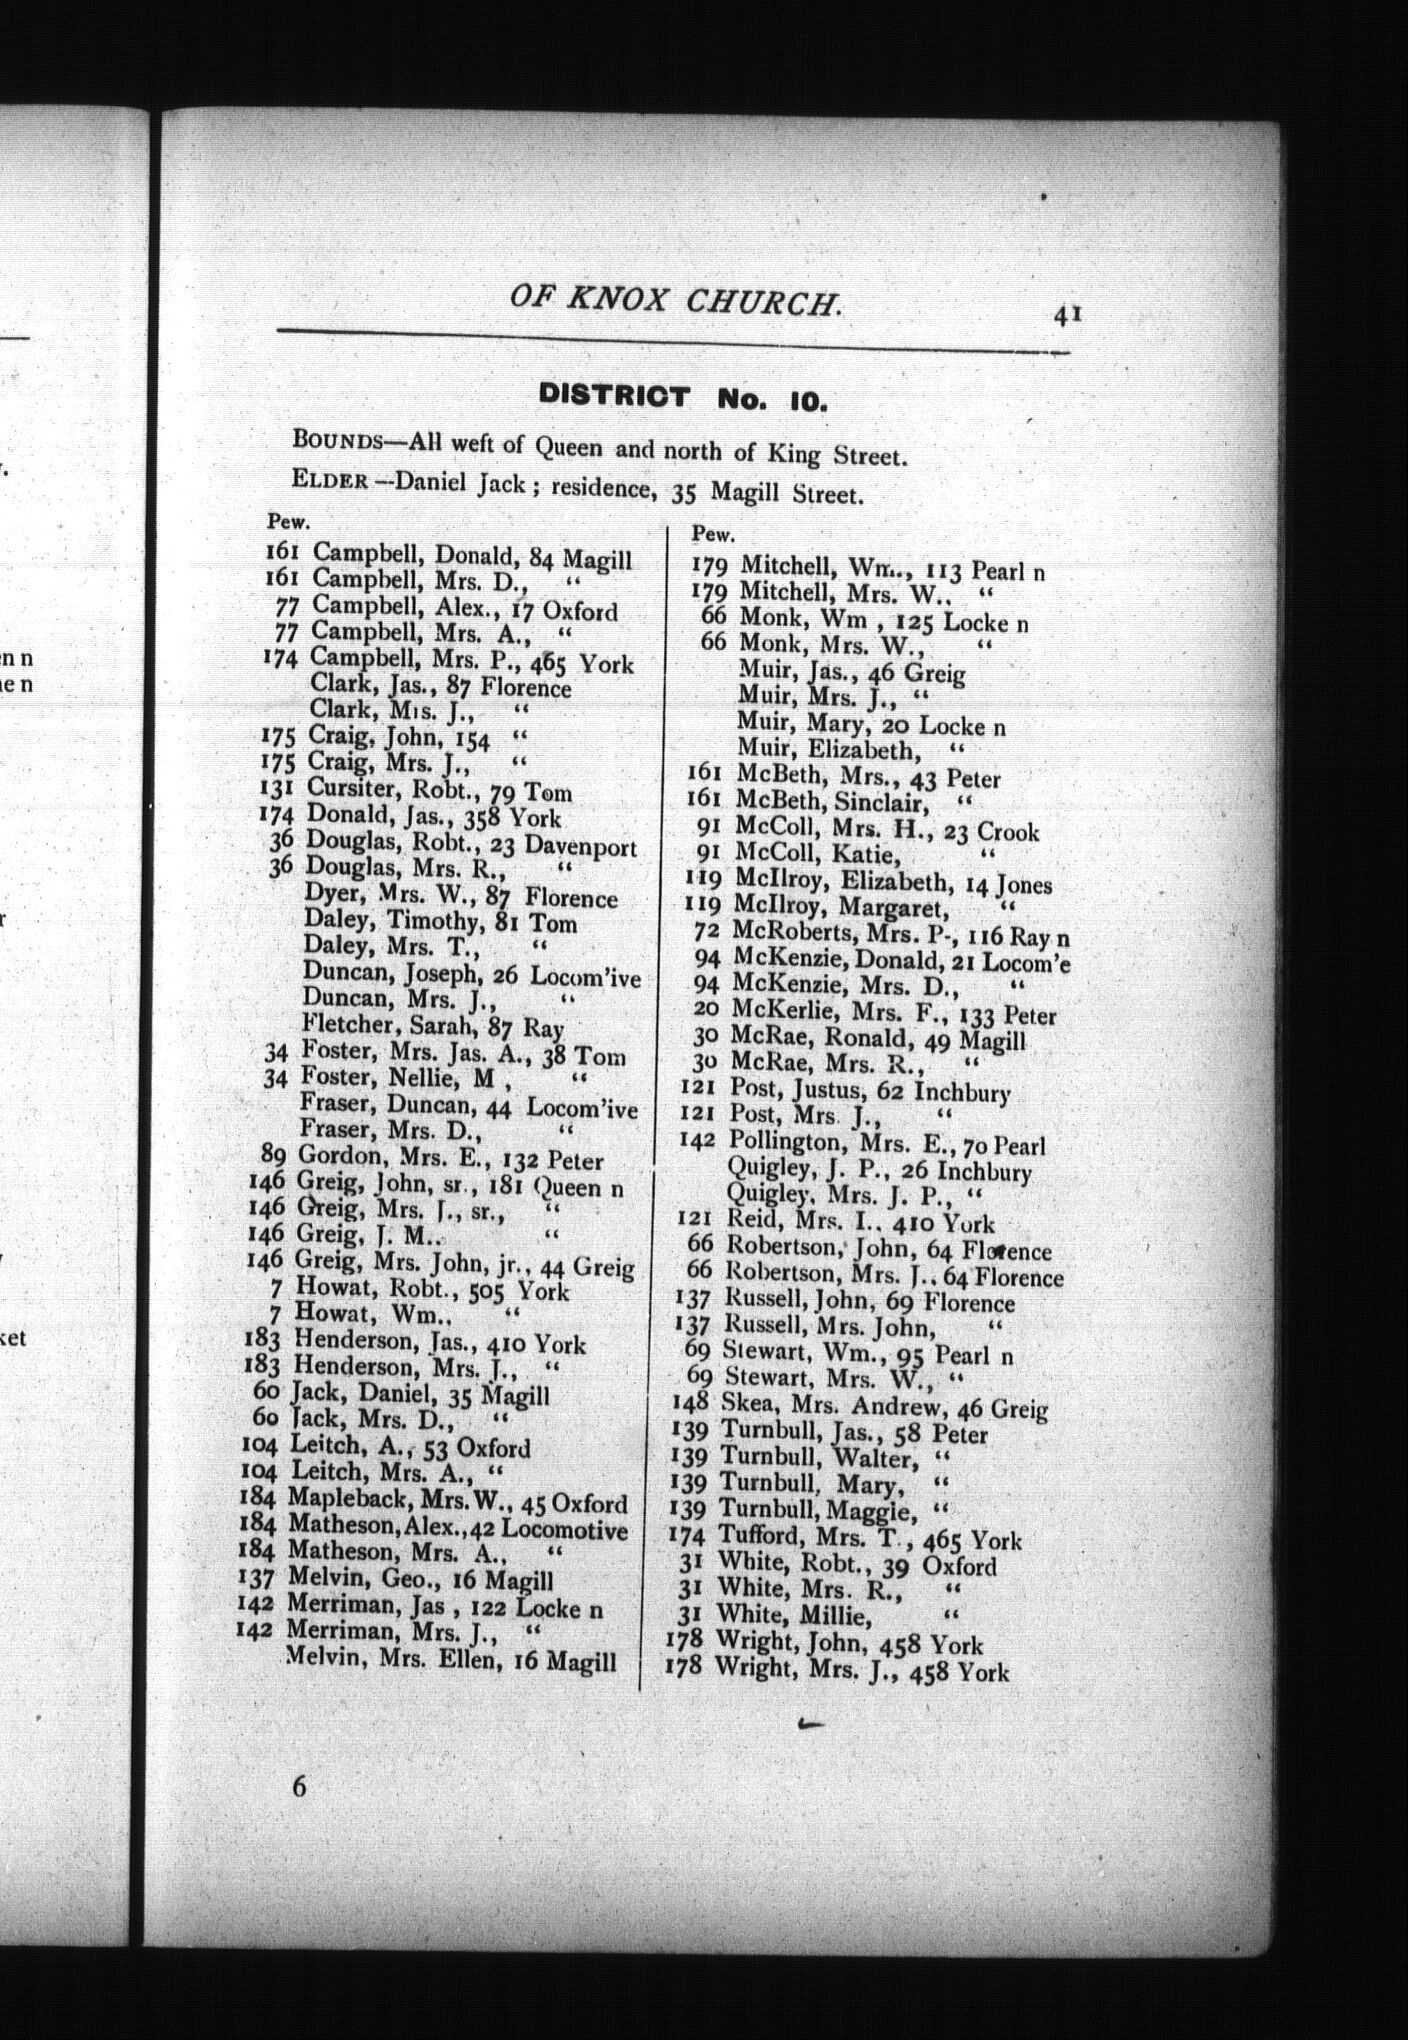 OF KNOX CHURCH.
41
DISTRICT No. 10.
BOUNDS—All west of Queen and north of King Street.
ELDER—Daniel Jack; residence, 35 Magill Street.
Pew.
161 Campbell, Donald, 84 Magill
161 Campbell, Mrs. D., "
77 Campbell, Alex., 17 Oxford
77 Campbell, Mrs. A., "
174 Campbell, Mrs. P., 465 York
Clark, Jas., 87 Florence
Clark, Mrs. J., "
175 Craig, John, 154 "
175 Craig, Mrs. J., "
131 Cursiter, Robt., 79 Tom
174 Donald, Jas., 358 York
36 Douglas, Robt., 23 Davenport
36 Douglas, Mrs. R., "
Dyer, Mrs. W., 87 Florence
Daley, Timothy, 81 Tom
Daley, Mrs. T., "
Duncan, Joseph, 26 Locom'ive
Duncan, Mrs. J., "
Fletcher, Sarah, 87 Ray
34 Foster, Mrs. Jas. A., 38 Tom
34 Foster, Nellie, M , "
Fraser, Duncan, 44 Locom'ive
Fraser, Mrs. D., "
89 Gordon, Mrs. E., 132 Peter
146 Greig, John, sr., 181 Queen n
146 Greig, Mrs. J., sr., "
146 Greig, J. M.. "
146 Greig, Mrs. John, jr., 44 Greig
7 Howat, Robt., 505 York
7 Howat, Wm.. "
183 Henderson, Jas., 410 York
183 Henderson, Mrs. J., "
60 Jack, Daniel, 35 Magill
60 Jack, Mrs. D., "
104 Leitch, A., 53 Oxford
104 Leitch, Mrs. A., "
184 Mapleback, Mrs. W., 45 Oxford
184 Matheson, Alex., 42 Locomotive
184 Matheson, Mrs. A., "
137 Melvin, Geo., 16 Magill
142 Merriman, Jas , 122 Locke n
142 Merriman, Mrs. J., "
Melvin, Mrs. Ellen, 16 Magill
Pew.
179 Mitchell, Wm., 113 Pearl n
179 Mitchell, Mrs. W.. "
66 Monk, Wm , 125 Locke n
66 Monk, Mrs. W., "
Muir, Jas., 46 Greig
Muir, Mrs. J., "
Muir, Mary, 20 Locke n
Muir, Elizabeth, "
161 McBeth, Mrs., 43 Peter
161 McBeth, Sinclair, "
91 McColl, Mrs. H., 23 Crook
91 McColl, Katie, "
119 McIlroy, Elizabeth, 14 Jones
119 McIlroy, Margaret, "
72 McRoberts, Mrs. P-, 116 Ray n
94 McKenzie, Donald, 21 Locom'e
94 McKenzie, Mrs. D., "
20 McKerlie, Mrs. F., 133 Peter
30 McRae, Ronald, 49 Magill
30 McRae, Mrs. R., "
121 Post, Justus, 62 Inchbury
121 Post, Mrs. J., "
142 Pollington, Mrs. E., 70 Pearl
Quigley, J. P., 26 Inchbury
Quigley, Mrs. J. P., "
121 Reid, Mrs. I.. 410 York
66 Robertson, John, 64 Florence
66 Robertson, Mrs. J.. 64 Florence
137 Russell, John, 69 Florence
137 Russell, Mrs. John, "
69 Stewart, Wm., 95 Pearl n
69 Stewart, Mrs. W., "
148 Skea, Mrs. Andrew, 46 Greig
139 Turnbull, Jas., 58 Peter
139 Turnbull, Walter, "
139 Turnbull, Mary, "
139 Turnbull, Maggie, "
174 Tufford, Mrs. T., 465 York
31 White, Robt., 39 Oxford
31 White, Mrs. R., "
31 White, Millie, "
178 Wright, John, 458 York
178 Wright, Mrs. J., 458 York
6